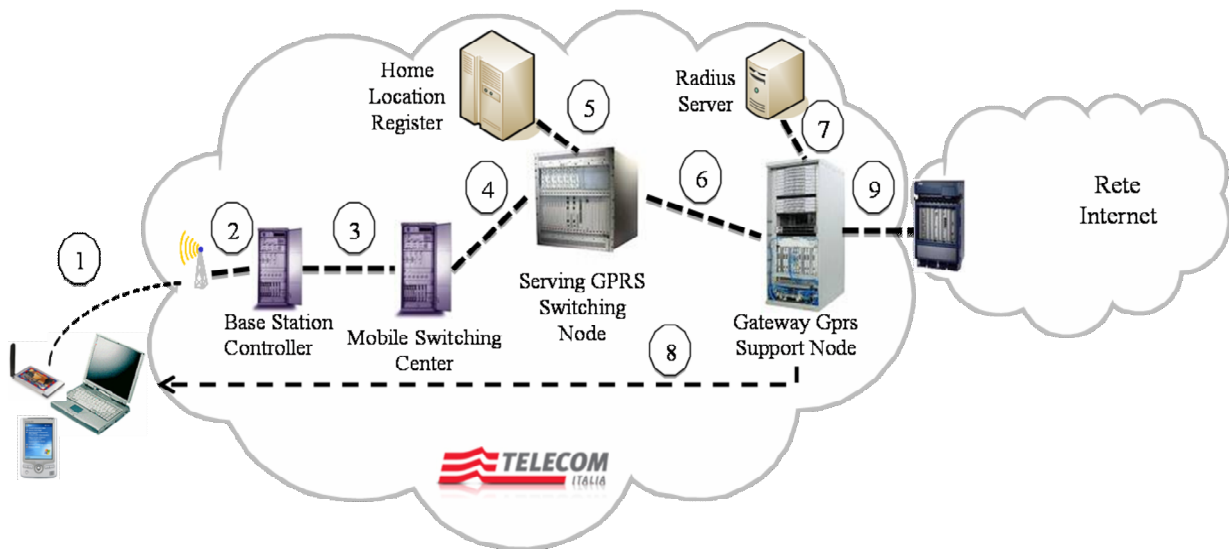 Home
Location
Register
5
Radius
Server
7
4
6
9
Rete
Internet
2
3
1
Serving GPRS
Switching
Node
Base Station
Controller
Mobile Switching
Center
Gateway Gprs
Support Node
8
TELECOM
ITALIA